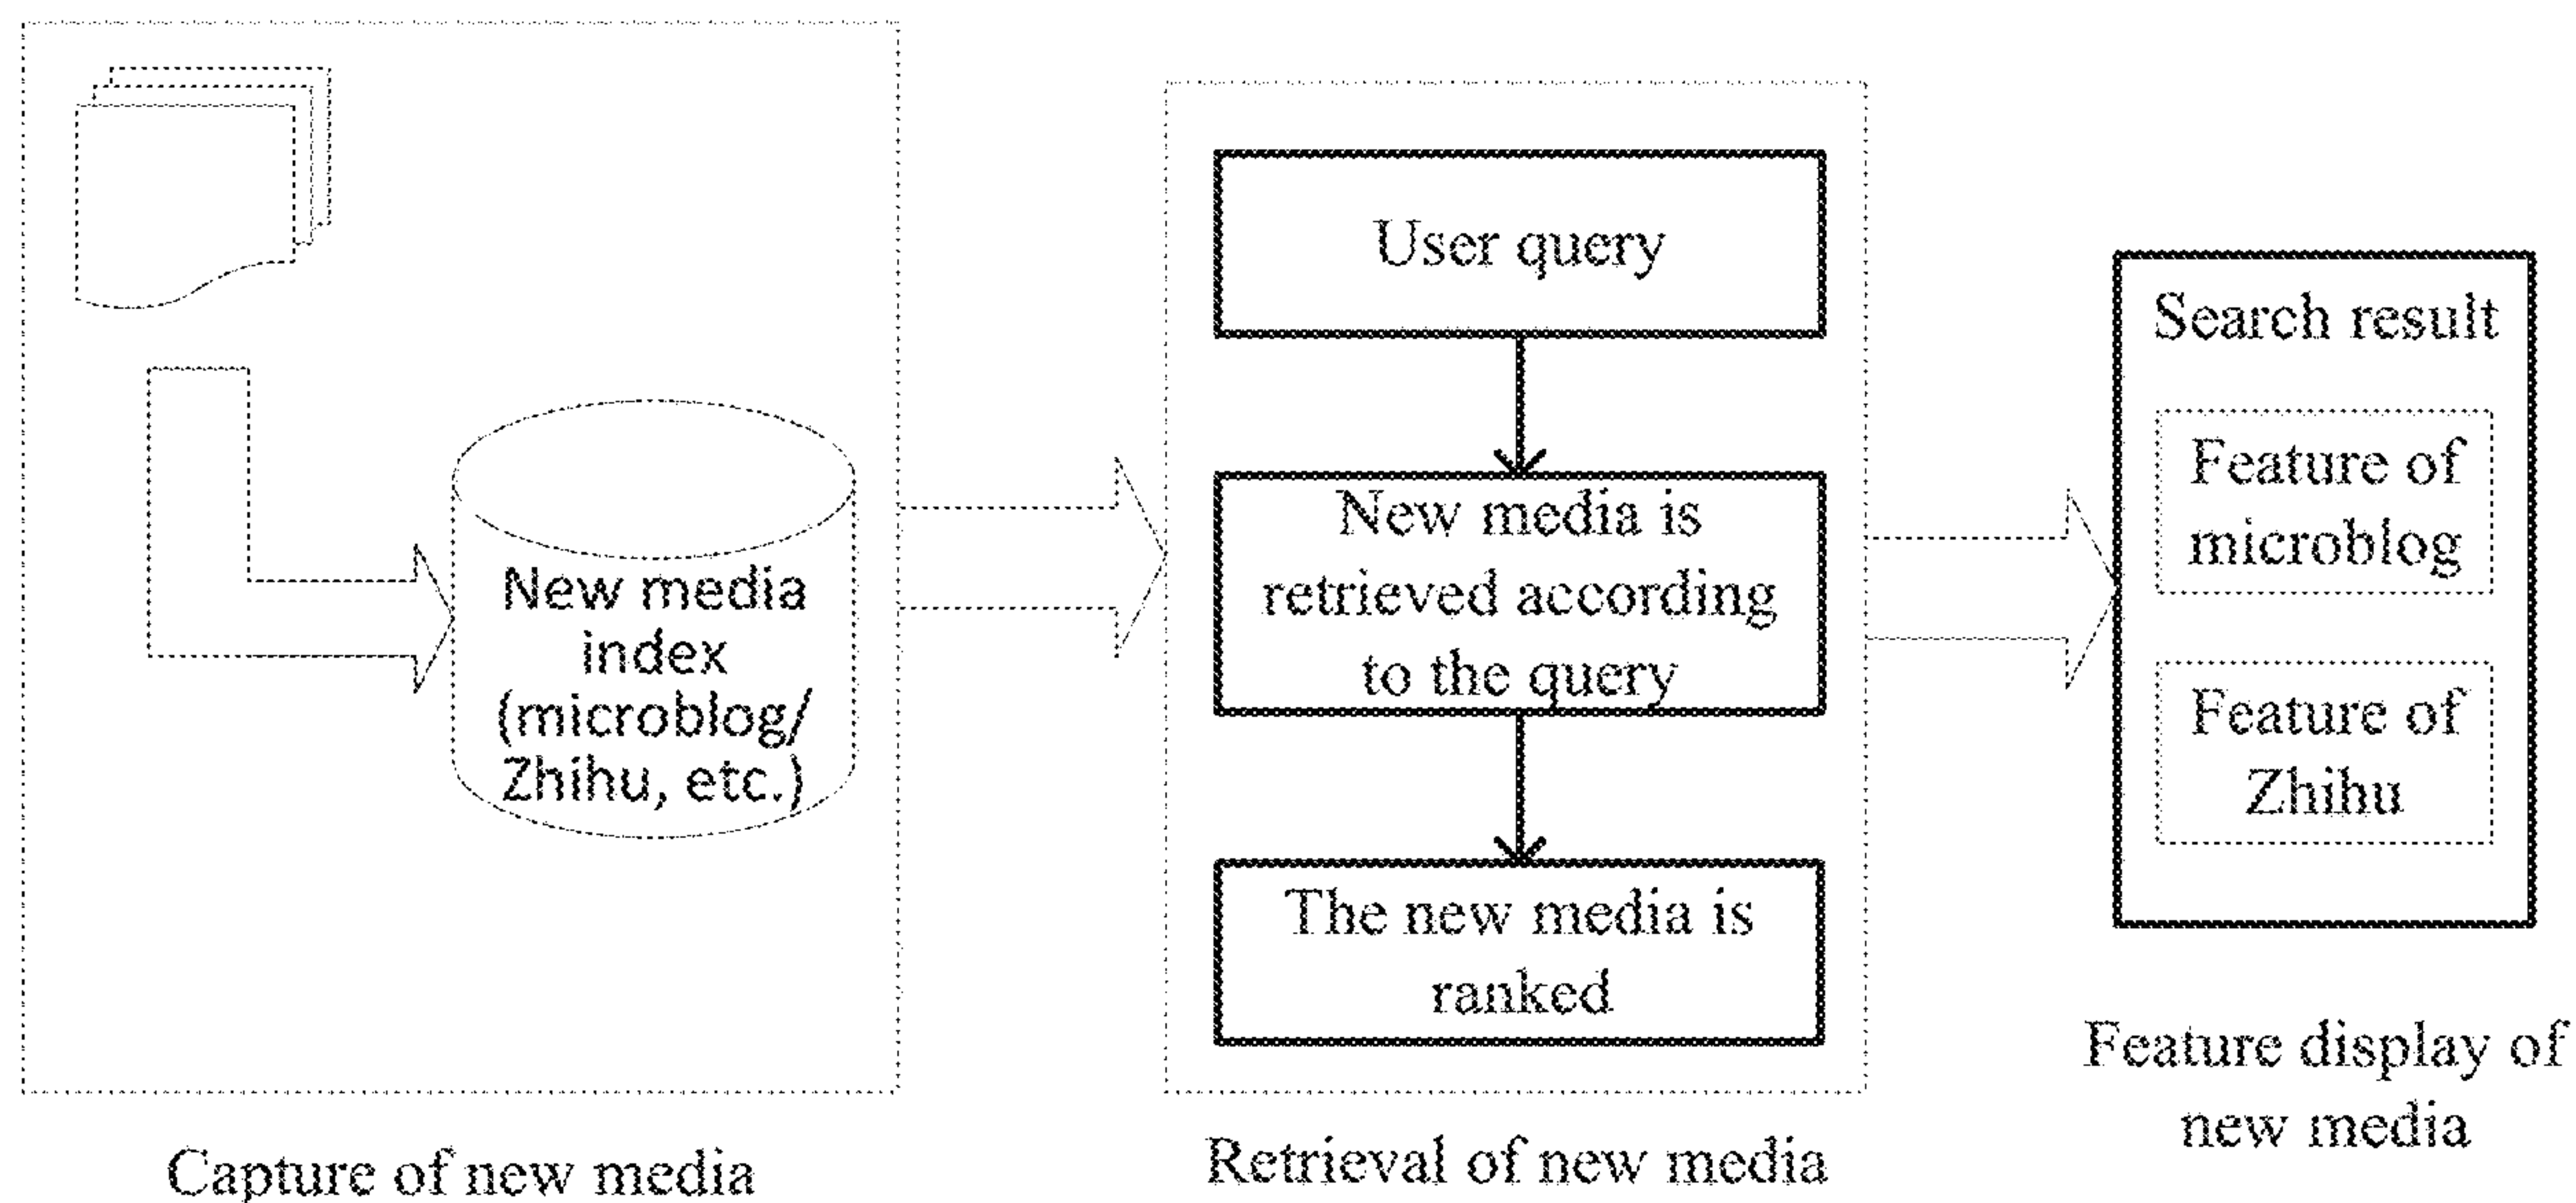 New media
index
(microblog/
Zhihu, etc.)
Capture of new media
User query
New media is
retrieved according
to the query
The new media is
ranked
Retrieval of new media
Search result
Feature of
microblog
Feature of
Zhihu
Feature display of
new media